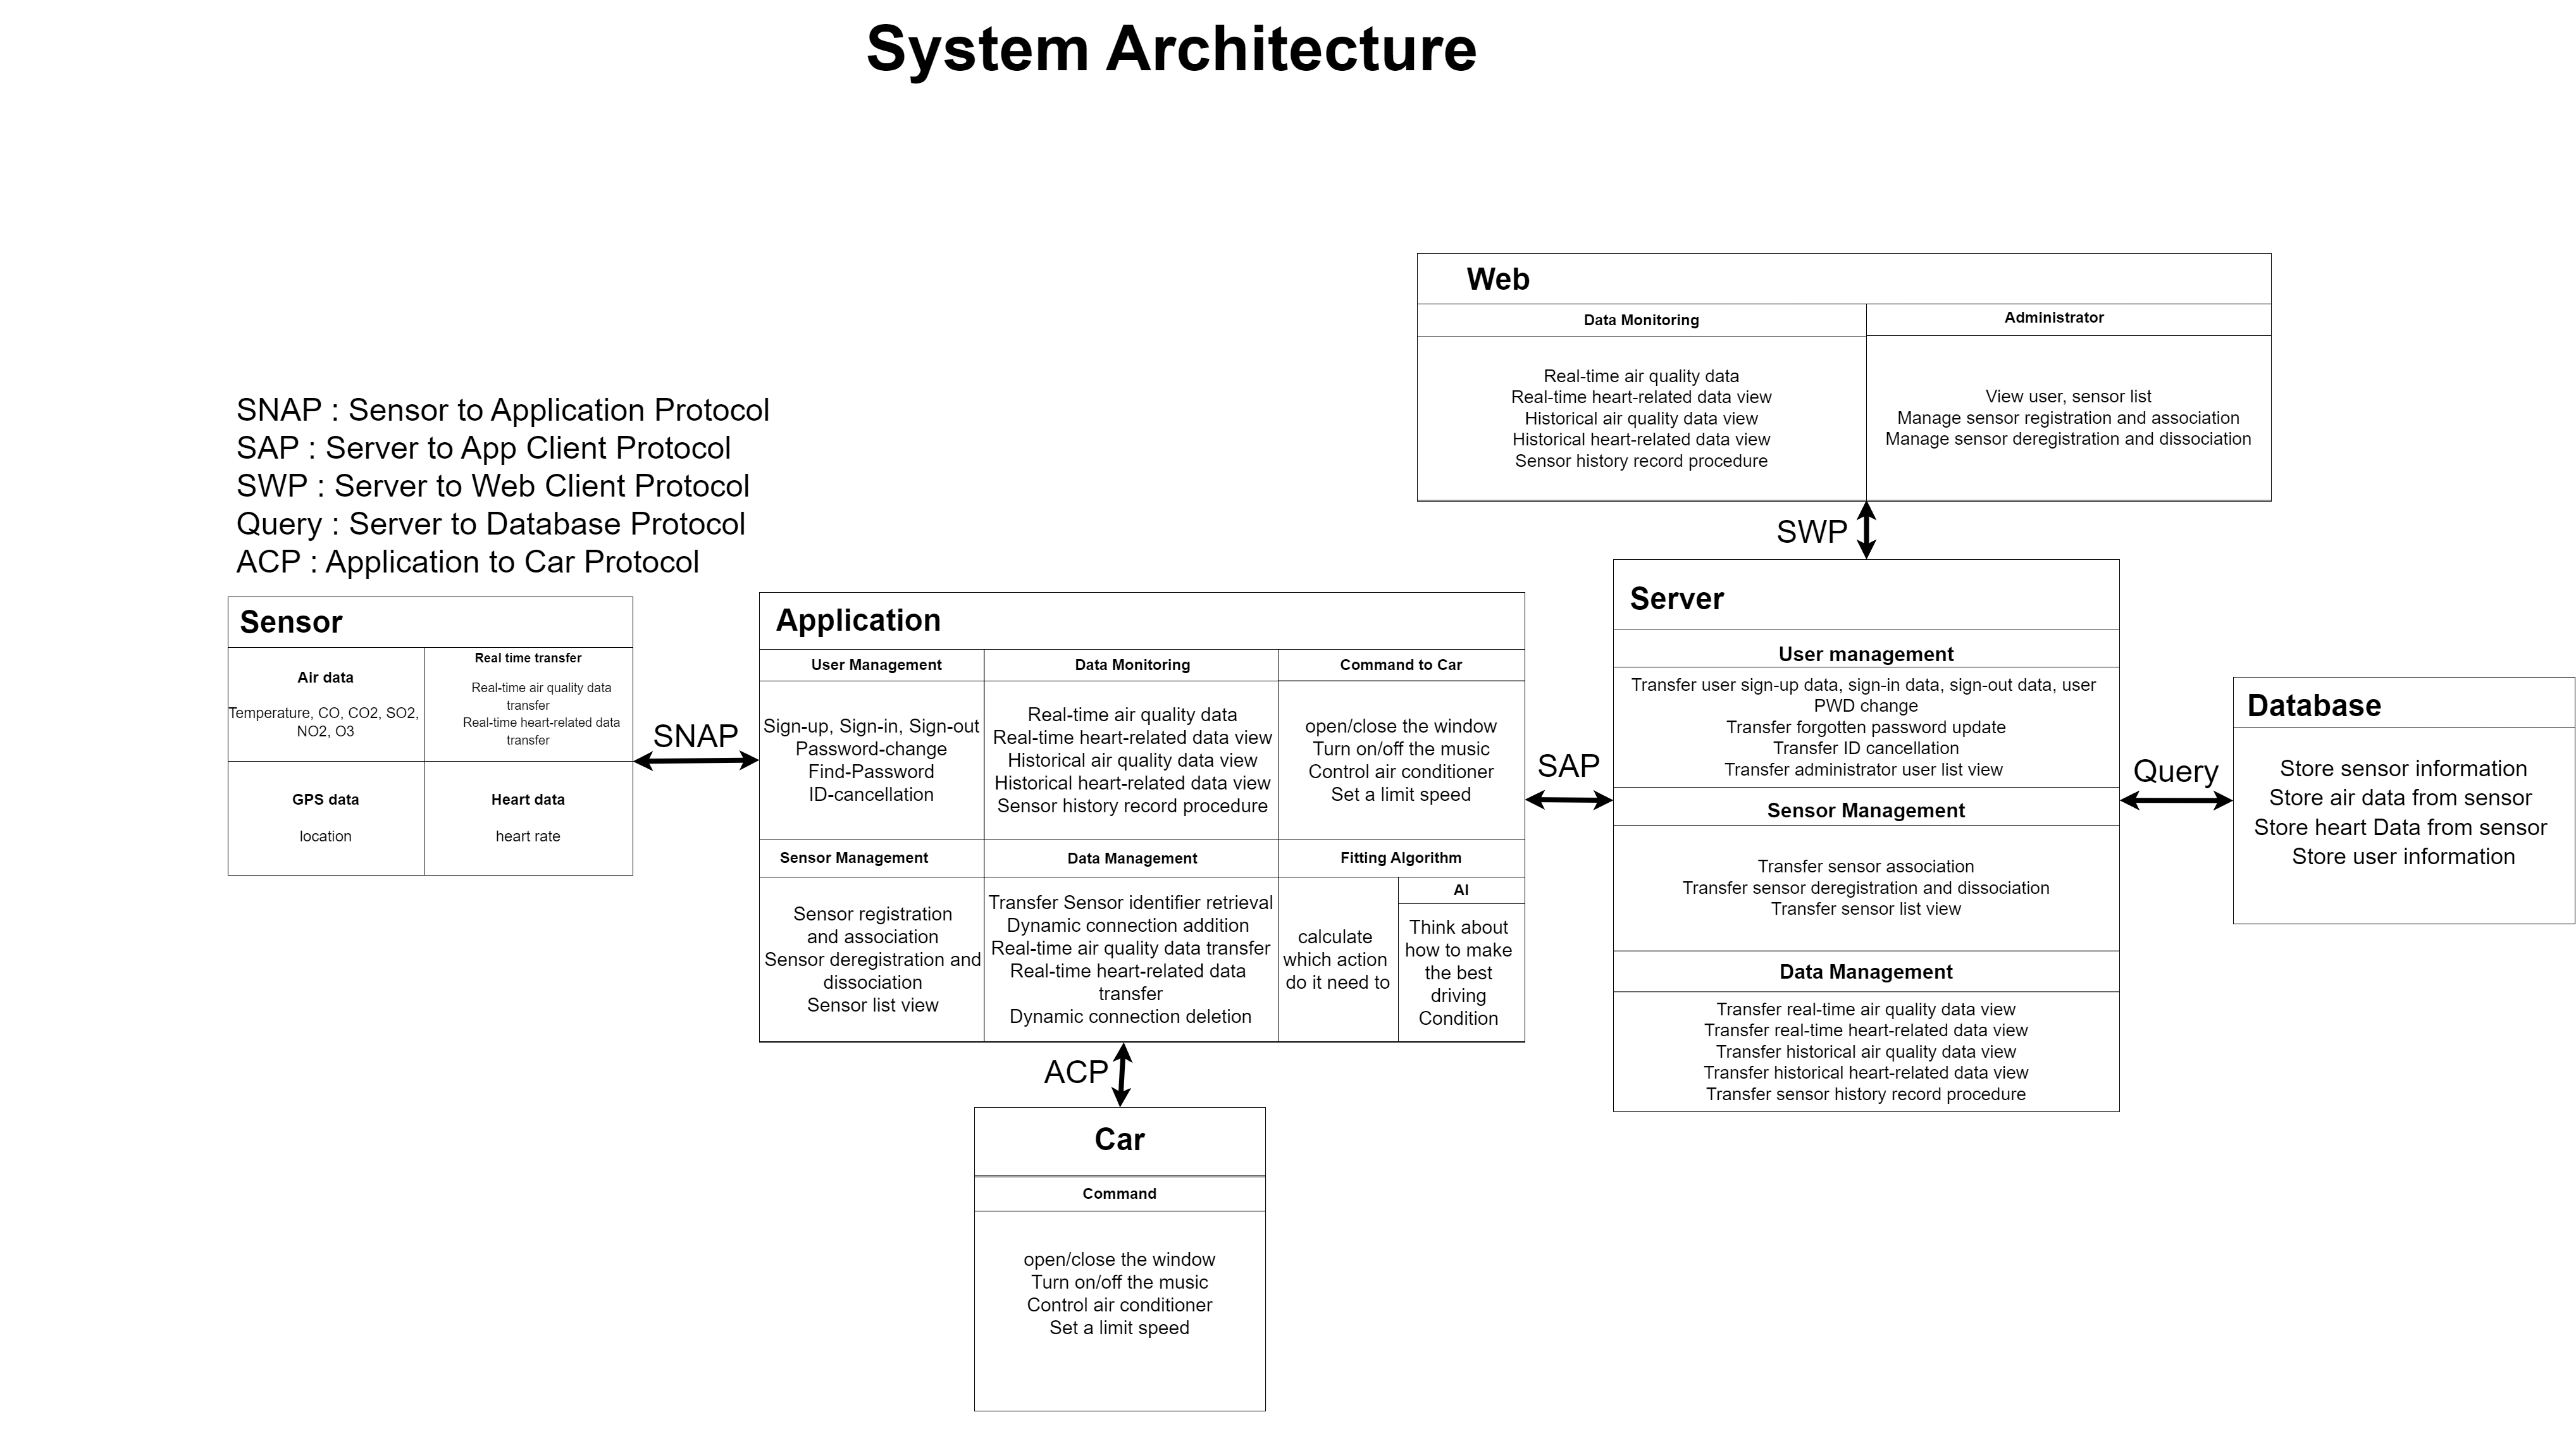 System Architecture
Web
Data Monitoring
Administrator
Real-time air quality data
Real-time heart-related data view
Historical air quality data view
Historical heart-related data view
Sensor history record procedure
View user, sensor list
Manage sensor registration and association
Manage sensor deregistration and dissociation
SNAP : Sensor to Application Protocol
SAP : Server to App Client Protocol
SWP : Server to Web Client Protocol
Query : Server to Database Protocol
ACP : Application to Car Protocol
SWP
Sensor
Air data
Temperature, CO, CO2, SO2,
NO2, O3
Real time transfer
Real-time air quality data
transfer
Real-time heart-related data
transfer
GPS data
location
Heart data
heart rate
SNAP
Application
User Management
Data Monitoring
Command to Car
Sign-up, Sign-in, Sign-out
Password-change
Find-Password
ID-cancellation
Real-time air quality data
Real-time heart-related data view
Historical air quality data view
Historical heart-related data view
Sensor history record procedure
open/close the window
Turn on/off the music
Control air conditioner
Set a limit speed
Sensor Management
Data Management
Fitting Algorithm
Sensor registration
and association
Sensor deregistration and
dissociation
Sensor list view
Transfer Sensor identifier retrieval
Dynamic connection addition
Real-time air quality data transfer
Real-time heart-related data
transfer
Dynamic connection deletion
calculate
which action
do it need to
AI
Think about
how to make
the best
driving
Condition
SAP
Server
User management
Transfer user sign-up data, sign-in data, sign-out data, user
PWD change
Transfer forgotten password update
Transfer ID cancellation
Transfer administrator user list view
Sensor Management
Transfer sensor association
Transfer sensor deregistration and dissociation
Transfer sensor list view
Data Management
Transfer real-time air quality data view
Transfer real-time heart-related data view
Transfer historical air quality data view
Transfer historical heart-related data view
Transfer sensor history record procedure
Query
Database
Store sensor information
Store air data from sensor
Store heart Data from sensor
Store user information
ACP
Car
Command
open/close the window
Turn on/off the music
Control air conditioner
Set a limit speed